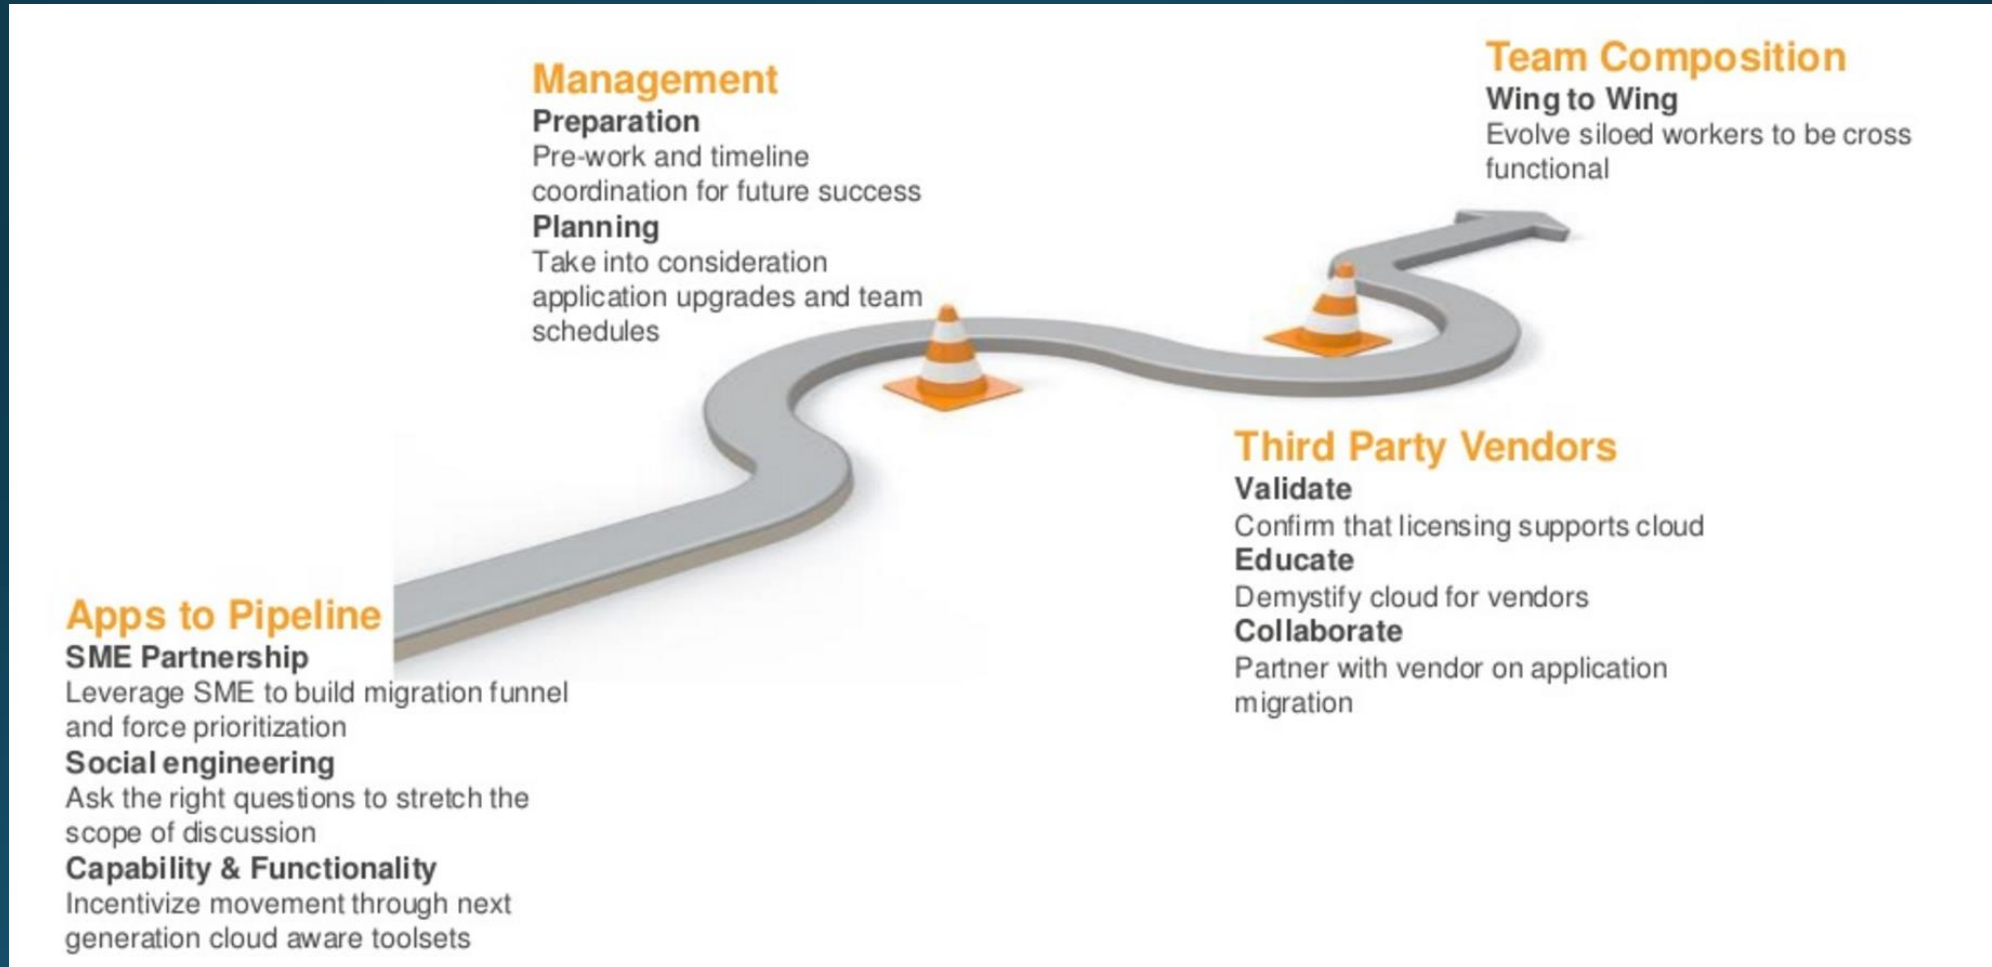 Management
Preparation
Pre-work and timeline
coordination for future success
Planning
Take into consideration
application upgrades and team
schedules
Team Composition
Wing to Wing
Evolve siloed workers to be cross
functional
Third Party Vendors
Validate
Confirm that licensing supports cloud
Educate
Demystify cloud for vendors
Collaborate
Partner with vendor on application
migration
Apps to Pipeline
SME Partnership
Leverage SME to build migration funnel
and force prioritization
Social engineering
Ask the right questions to stretch the
scope of discussion
Capability & Functionality
Incentivize movement through next
generation cloud aware toolsets